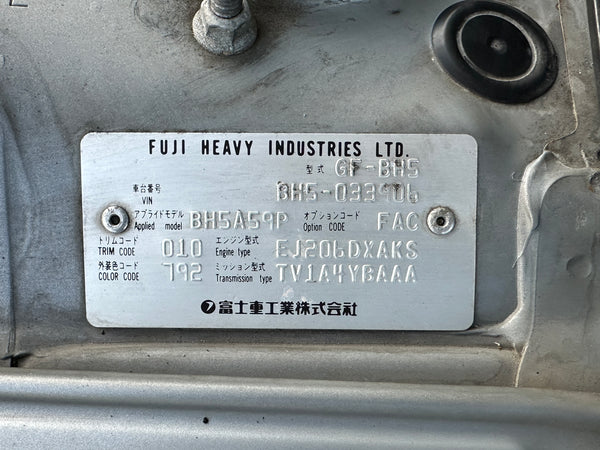 FUJI HEAVY INDUSTRIES LTD.
型式 GF-BH5
車台番号 VIN BH5-033906
アプライドモデル Applied model BH5A59P オプションコード Option CODE FAC
トリムコード TRIM CODE 010 エンジン型式 Engine type EJ206DXAKS
外装色コード COLOR CODE 792 ミッション型式 Transmission type TV1A4YBAAA
富士重工業株式会社